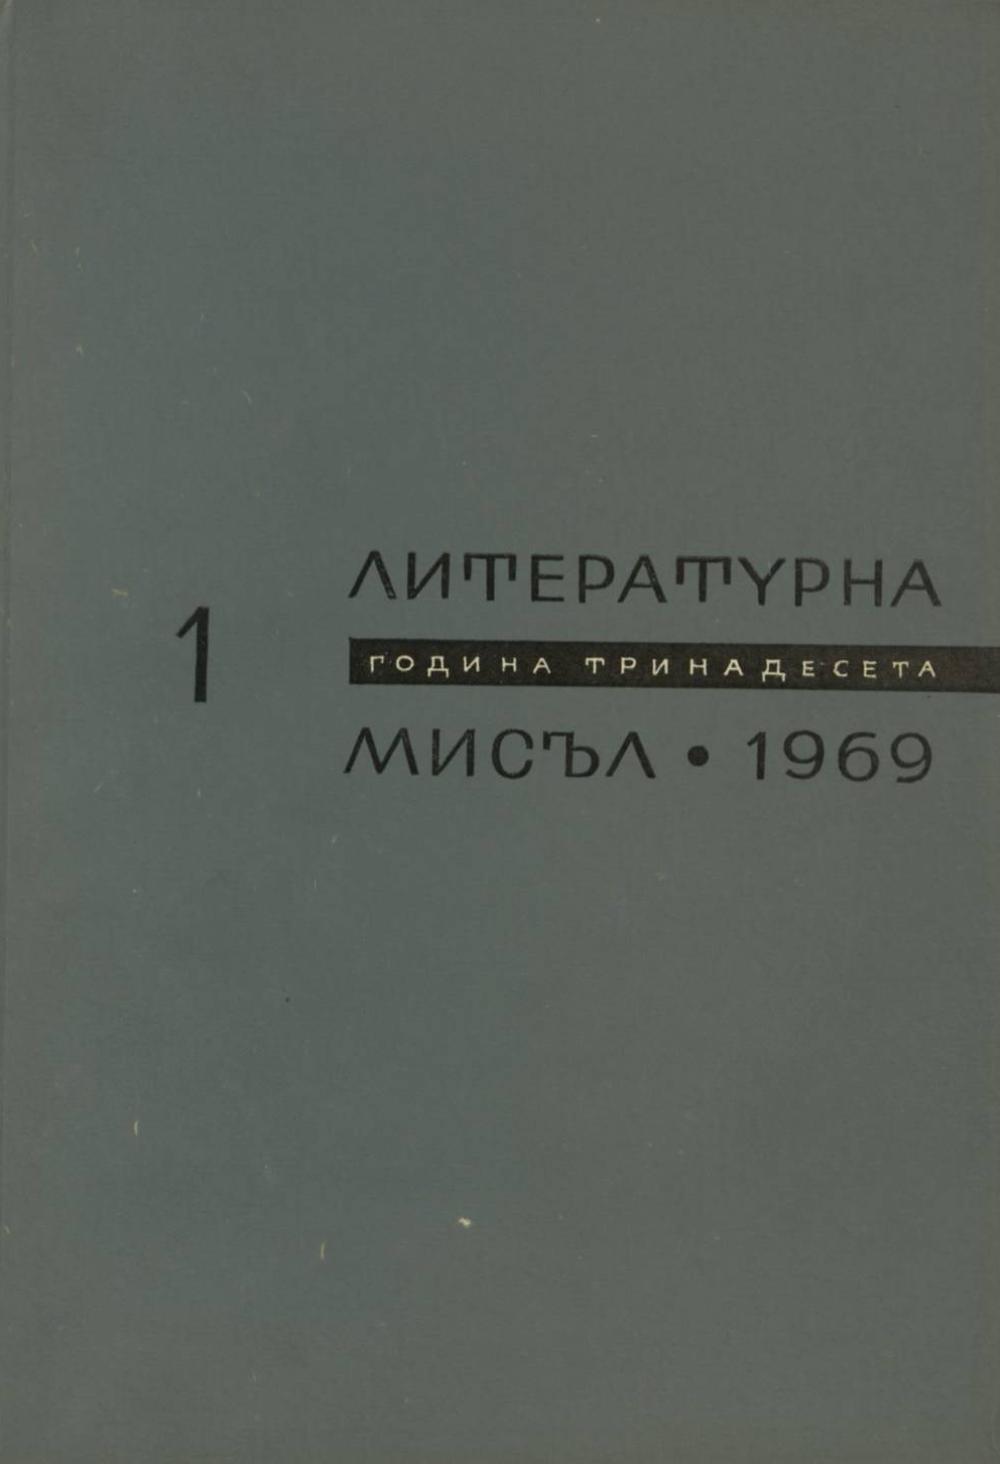 1
ЛИТЕРАТУРНА
ГОДИНА ТРИНАДЕСЕТА
МИСЪЛ • 1969